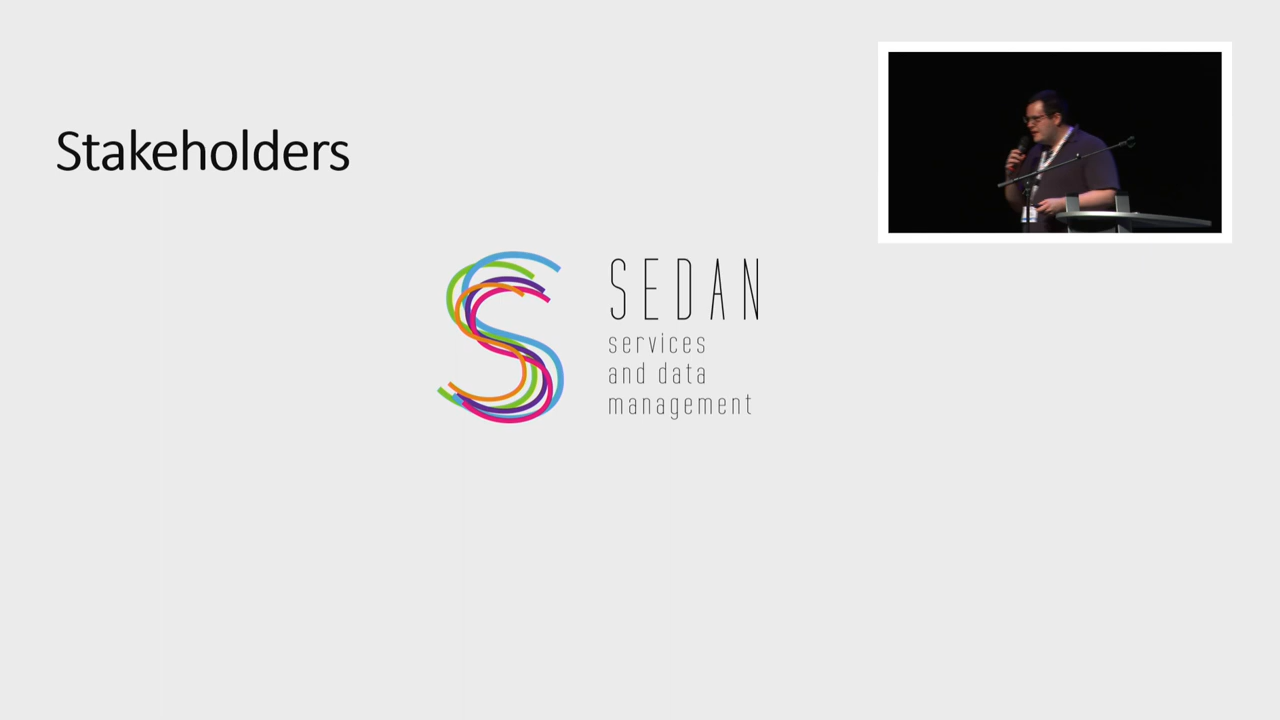 Stakeholders
SEDAN
services
and data
management